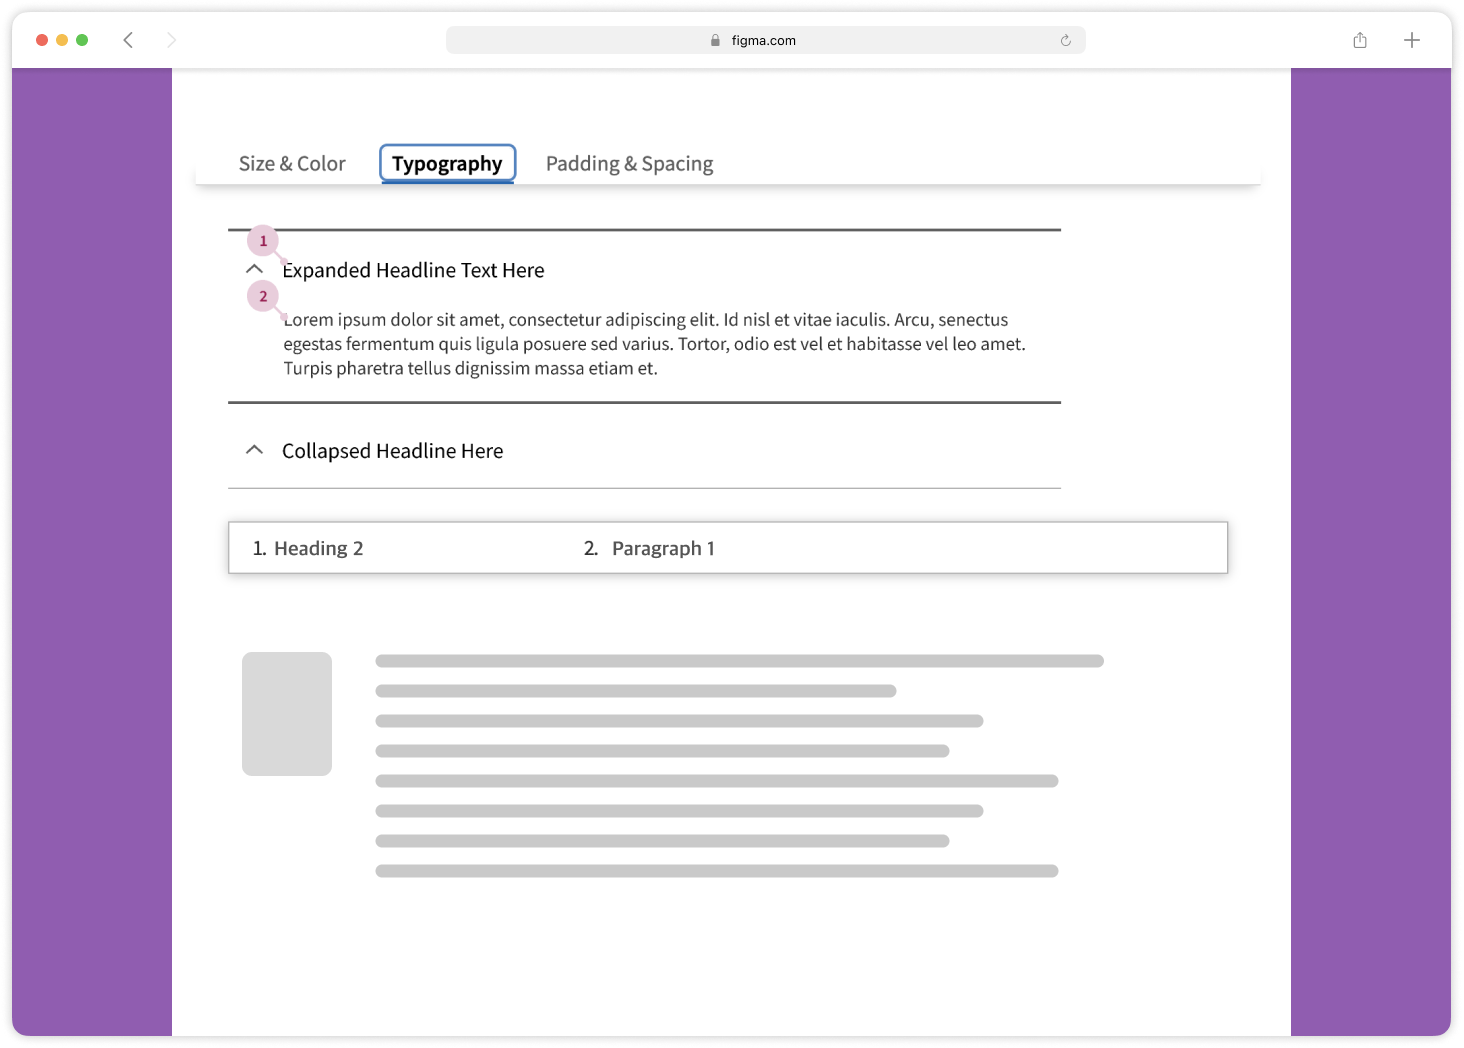 figma.com
Size & Color Typography Padding & Spacing
1
Expanded Headline Text Here
2
Lorem ipsum dolor sit amet, consectetur adipiscing elit. Id nisl et vitae iaculis. Arcu, senectus
egestas fermentum quis ligula posuere sed varius. Tortor, odio est vel et habitasse vel leo amet.
Turpis pharetra tellus dignissim massa etiam et.
Collapsed Headline Here
1. Heading 2 2. Paragraph 1